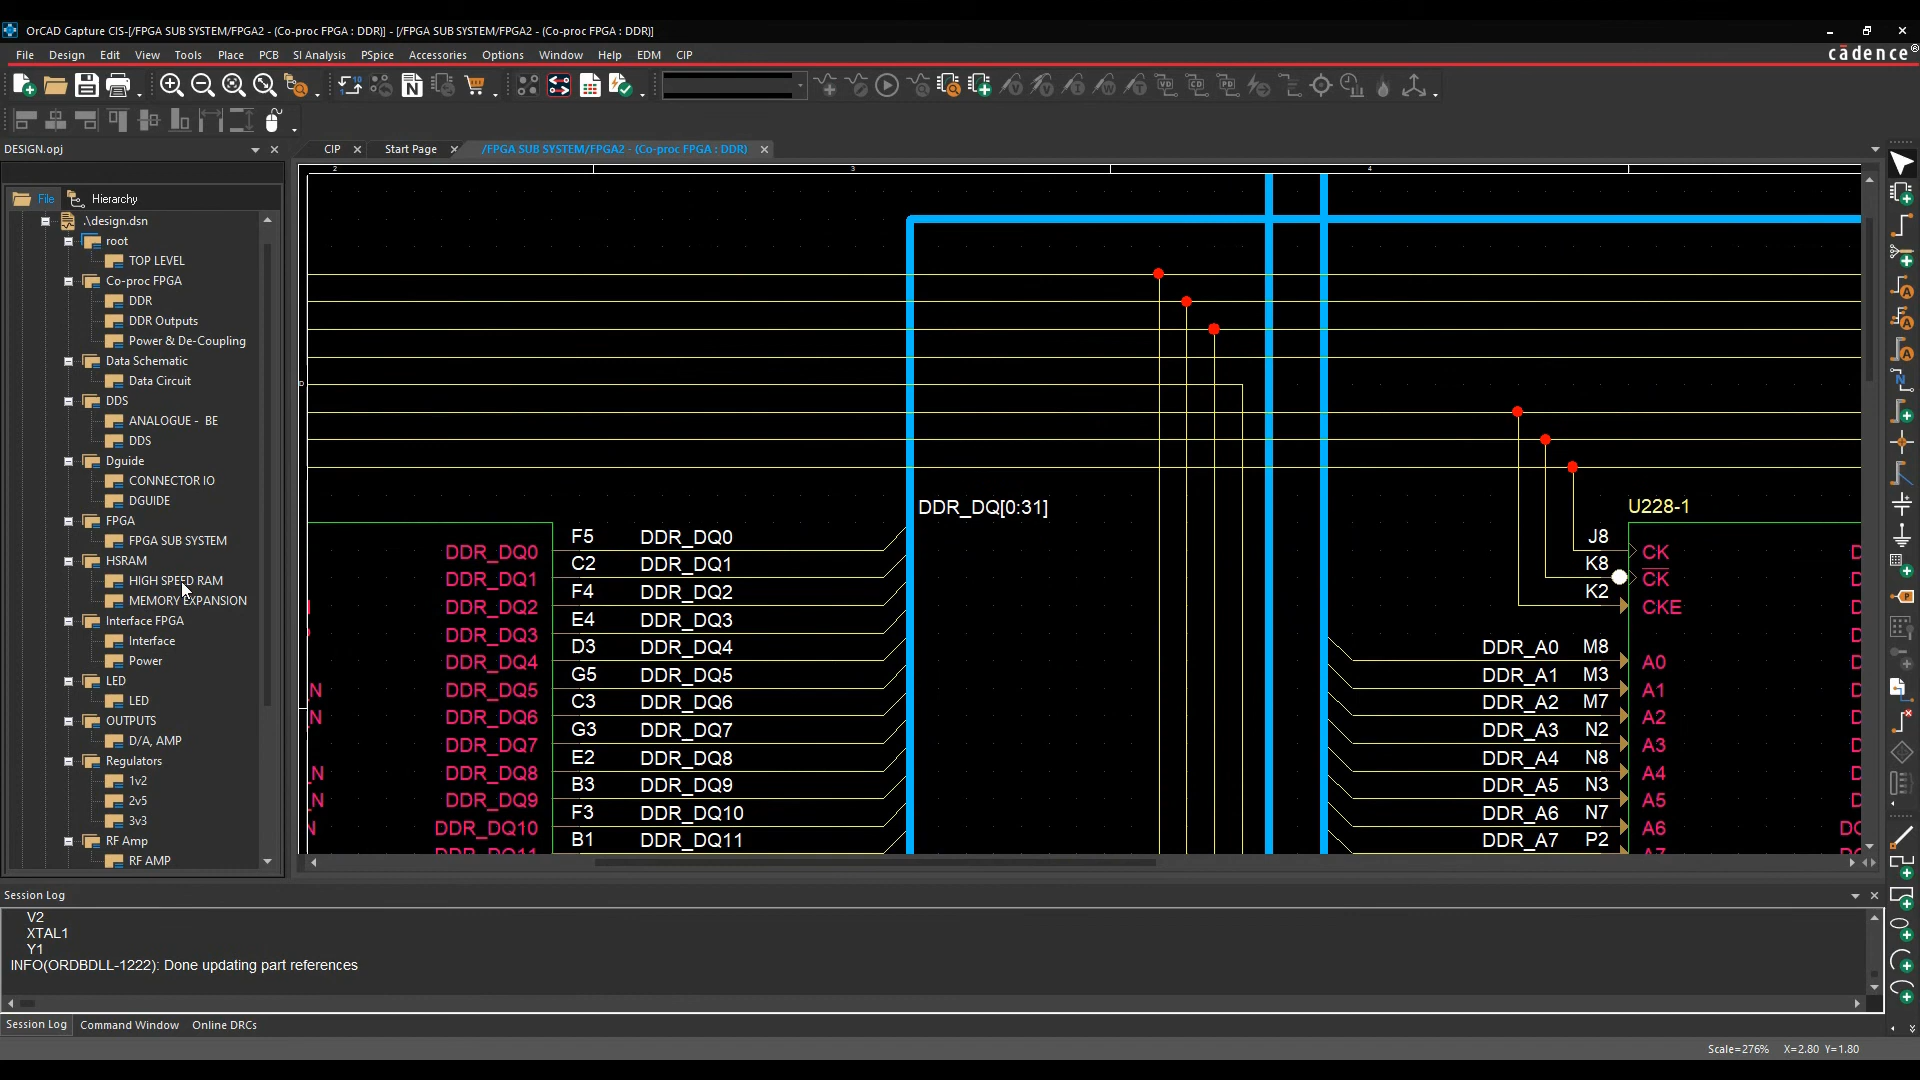 OrCAD Capture CIS-[/FPGA SUB SYSTEM/FPGA2 - (Co-proc FPGA : DDR)] - [/FPGA SUB SYSTEM/FPGA2 - (Co-proc FPGA : DDR)]
File Design Edit View Tools Place PCB SI Analysis PSpice Accessories Options Window Help EDM CIP
cādence®
DESIGN.opj
CIP
Start Page
/FPGA SUB SYSTEM/FPGA2 - (Co-proc FPGA : DDR)
File
Hierarchy
.\design.dsn
root
TOP LEVEL
Co-proc FPGA
DDR
DDR Outputs
Power & De-Coupling
Data Schematic
Data Circuit
DDS
ANALOGUE - BE
DDS
Dguide
CONNECTOR IO
DGUIDE
FPGA
FPGA SUB SYSTEM
HSRAM
HIGH SPEED RAM
MEMORY EXPANSION
Interface FPGA
Interface
Power
LED
LED
OUTPUTS
D/A, AMP
Regulators
1v2
2v5
3v3
RF Amp
RF AMP
2 3 4
D
DDR_DQ[0:31]
DDR_DQ0 F5 DDR_DQ0
DDR_DQ1 C2 DDR_DQ1
DDR_DQ2 F4 DDR_DQ2
DDR_DQ3 E4 DDR_DQ3
DDR_DQ4 D3 DDR_DQ4
N DDR_DQ5 G5 DDR_DQ5
N DDR_DQ6 C3 DDR_DQ6
DDR_DQ7 G3 DDR_DQ7
_N DDR_DQ8 E2 DDR_DQ8
_N DDR_DQ9 B3 DDR_DQ9
N DDR_DQ10 F3 DDR_DQ10
DDR_DQ11 B1 DDR_DQ11
U228-1
J8 CK
K8 CK
K2 CKE
DDR_A0 M8 A0
DDR_A1 M3 A1
DDR_A2 M7 A2
DDR_A3 N2 A3
DDR_A4 N8 A4
DDR_A5 N3 A5
DDR_A6 N7 A6
DDR_A7 P2 A7
Session Log
V2
XTAL1
Y1
INFO(ORDBDLL-1222): Done updating part references
Session Log Command Window Online DRCs
Scale=276% X=2.80 Y=1.80